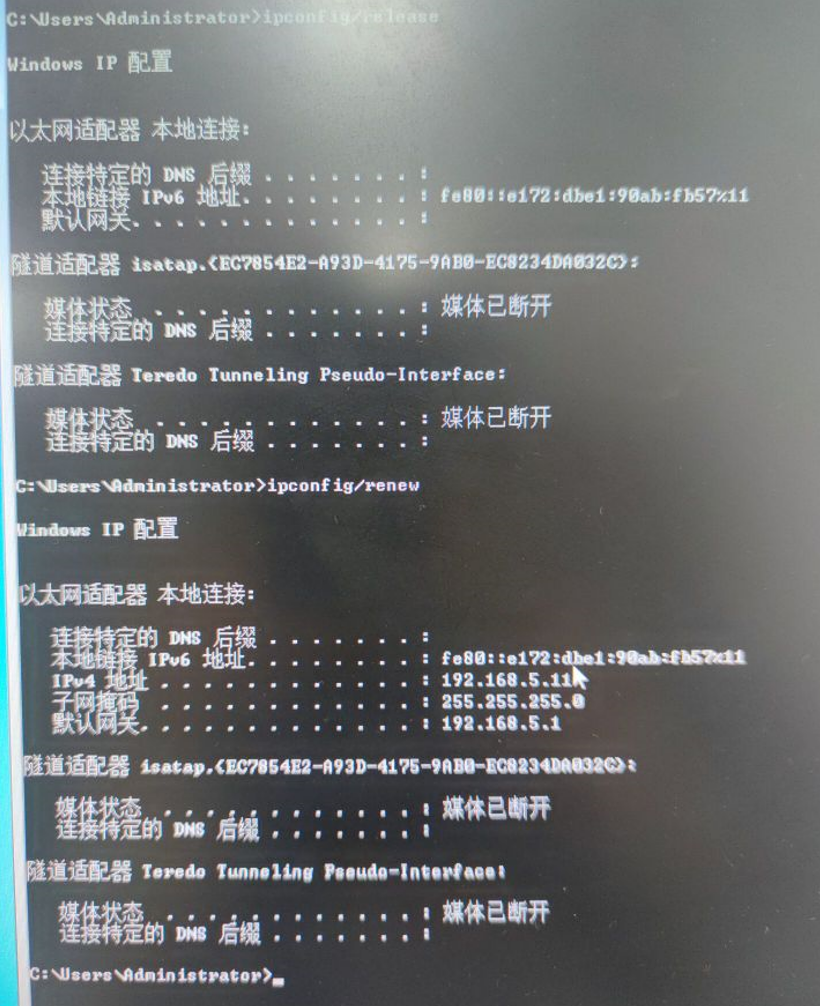 C:\Users\Administrator>ipconfig/release
Windows IP 配置
以太网适配器 本地连接:
连接特定的 DNS 后缀 . . . . . . . :
本地链接 IPv6 地址. . . . . . . . : fe80::e172:dbe1:90ab:fb57%11
默认网关. . . . . . . . . . . . . :
隧道适配器 isatap.{EC7854E2-A93D-4175-9AB0-EC8234DA032C}:
媒体状态 . . . . . . . . . . . . : 媒体已断开
连接特定的 DNS 后缀 . . . . . . . :
隧道适配器 Teredo Tunneling Pseudo-Interface:
媒体状态 . . . . . . . . . . . . : 媒体已断开
连接特定的 DNS 后缀 . . . . . . . :
C:\Users\Administrator>ipconfig/renew
Windows IP 配置
以太网适配器 本地连接:
连接特定的 DNS 后缀 . . . . . . . :
本地链接 IPv6 地址. . . . . . . . : fe80::e172:dbe1:90ab:fb57%11
IPv4 地址 . . . . . . . . . . . . : 192.168.5.11
子网掩码 . . . . . . . . . . . . : 255.255.255.0
默认网关. . . . . . . . . . . . . : 192.168.5.1
隧道适配器 isatap.{EC7854E2-A93D-4175-9AB0-EC8234DA032C}:
媒体状态 . . . . . . . . . . . . : 媒体已断开
连接特定的 DNS 后缀 . . . . . . . :
隧道适配器 Teredo Tunneling Pseudo-Interface:
媒体状态 . . . . . . . . . . . . : 媒体已断开
连接特定的 DNS 后缀 . . . . . . . :
C:\Users\Administrator>_